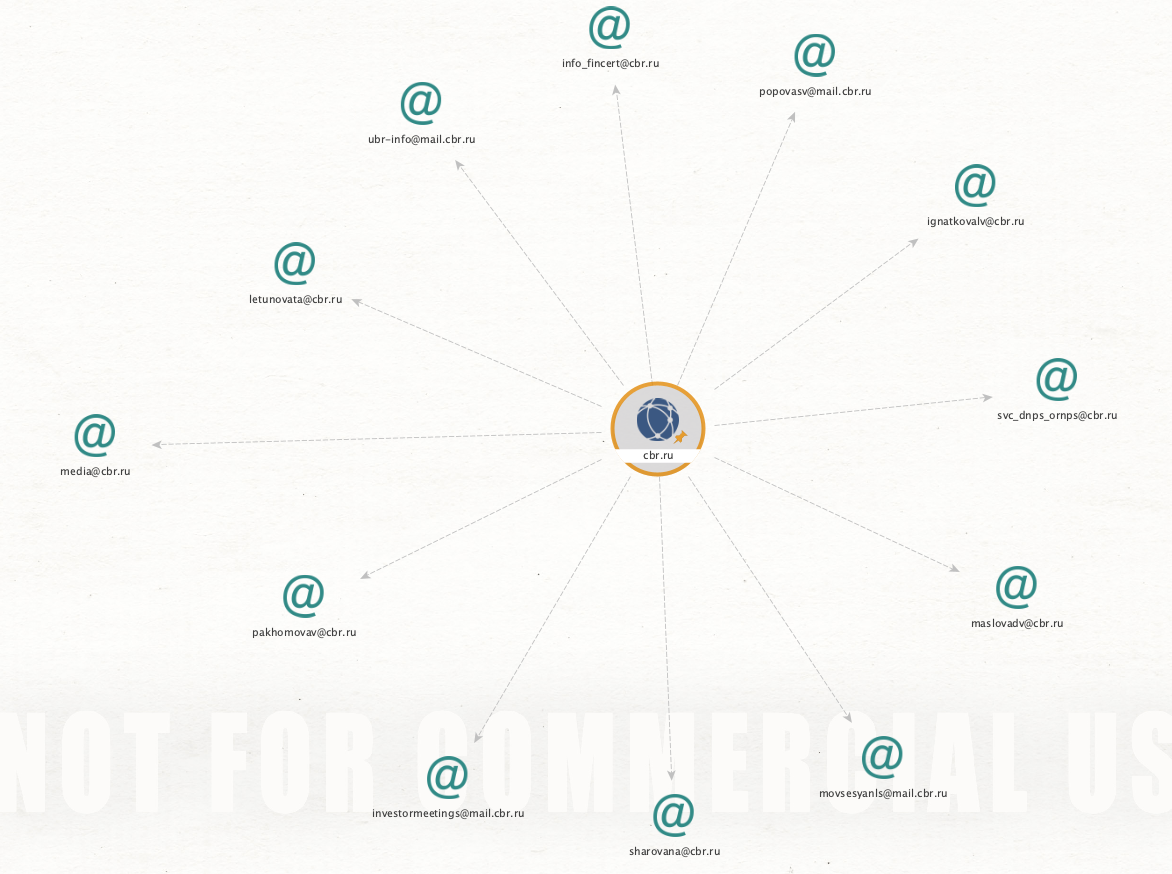 info_fincert@cbr.ru
popovasv@mail.cbr.ru
ubr-info@mail.cbr.ru
ignatkovalv@cbr.ru
letunovata@cbr.ru
svc_dnps_ornps@cbr.ru
cbr.ru
media@cbr.ru
maslovadv@cbr.ru
pakhomovav@cbr.ru
NOT FOR COMMERCIAL US
movsesyanls@mail.cbr.ru
investormeetings@mail.cbr.ru
sharovana@cbr.ru